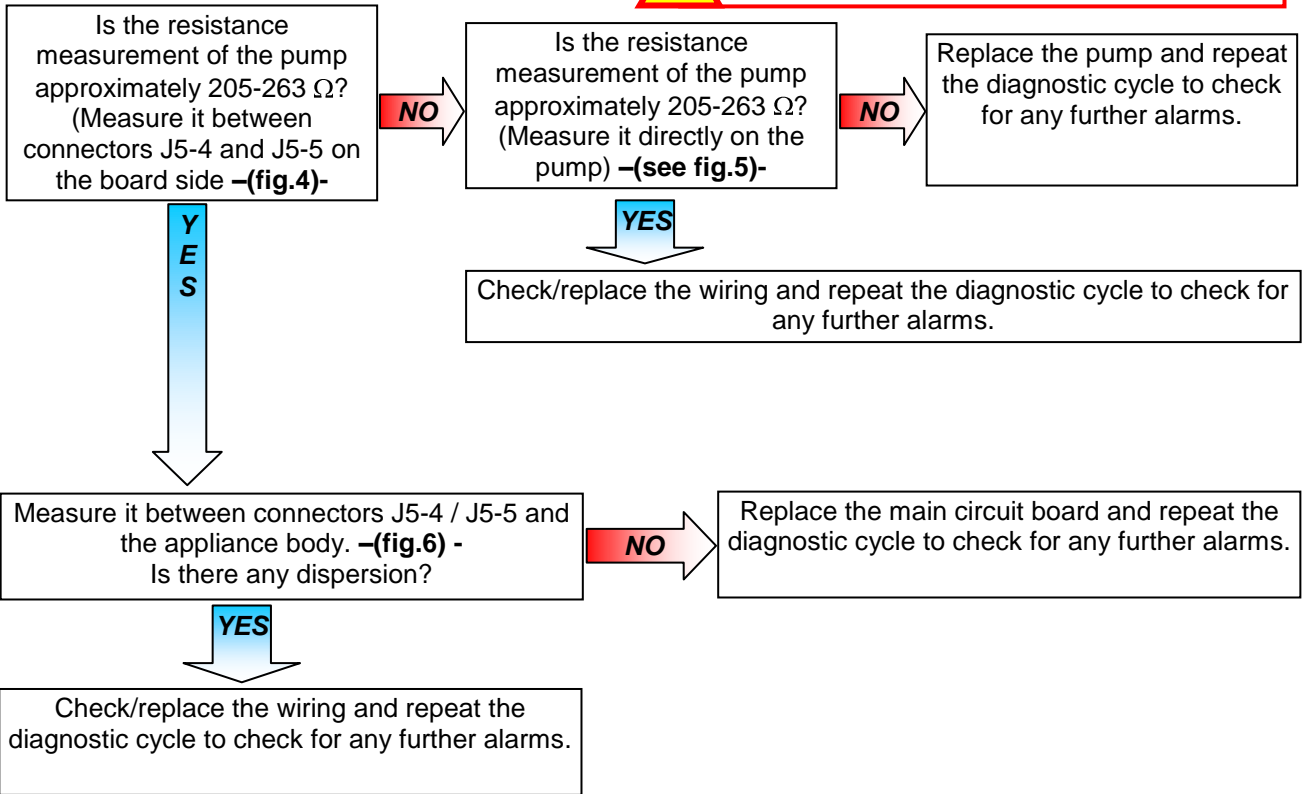 Is the resistance
measurement of the pump
approximately 205-263 Ω?
(Measure it between
connectors J5-4 and J5-5 on
the board side –(fig.4)-
NO
Is the resistance
measurement of the pump
approximately 205-263 Ω?
(Measure it directly on the
pump) –(see fig.5)-
NO
Replace the pump and repeat
the diagnostic cycle to check
for any further alarms.
Y
E
S
YES
Check/replace the wiring and repeat the diagnostic cycle to check for
any further alarms.
Measure it between connectors J5-4 / J5-5 and
the appliance body. –(fig.6) -
Is there any dispersion?
NO
Replace the main circuit board and repeat the
diagnostic cycle to check for any further alarms.
YES
Check/replace the wiring and repeat the
diagnostic cycle to check for any further alarms.